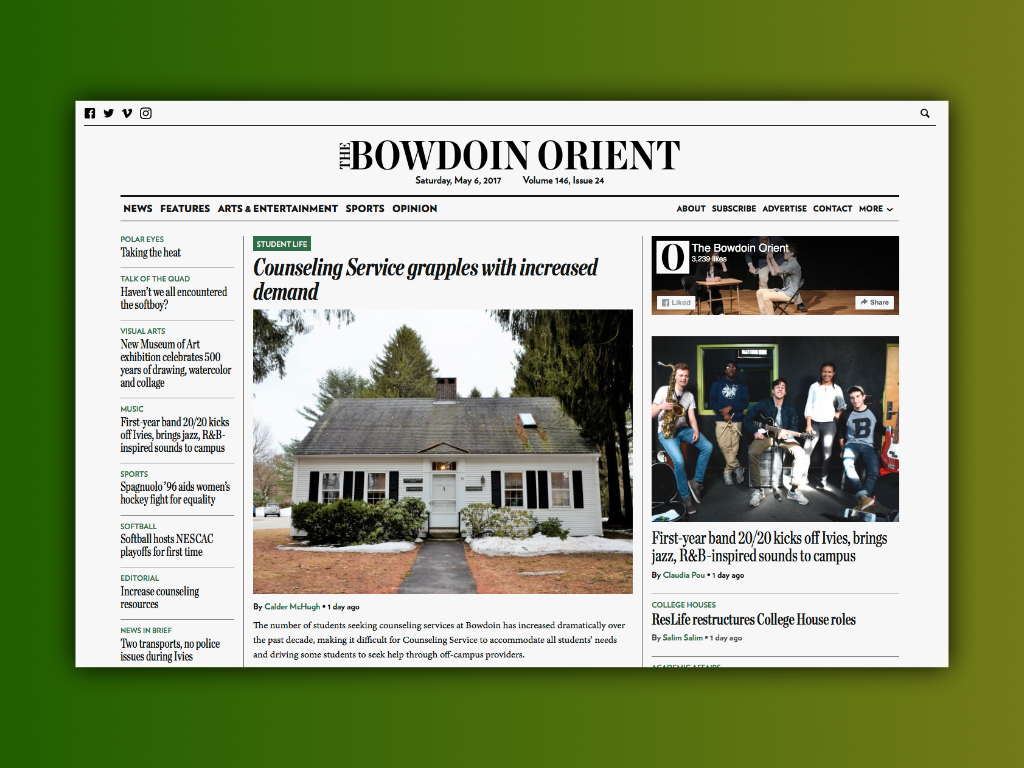 THE BOWDOIN ORIENT
Saturday, May 6, 2017 Volume 146, Issue 24
NEWS FEATURES ARTS & ENTERTAINMENT SPORTS OPINION
ABOUT SUBSCRIBE ADVERTISE CONTACT MORE
POLAR EYES
Taking the heat
TALK OF THE QUAD
Haven't we all encountered
the softboy?
VISUAL ARTS
New Museum of Art
exhibition celebrates 500
years of drawing, watercolor
and collage
MUSIC
First-year band 20/20 kicks
off Ivies, brings jazz, R&B-
inspired sounds to campus
SPORTS
Spagnuolo '96 aids women's
hockey fight for equality
SOFTBALL
Softball hosts NESCAC
playoffs for first time
EDITORIAL
Increase counseling
resources
NEWS IN BRIEF
Two transports, no police
issues during Ivies
STUDENT LIFE
Counseling Service grapples with increased
demand
By Calder McHugh • 1 day ago
The number of students seeking counseling services at Bowdoin has increased dramatically over
the past decade, making it difficult for Counseling Service to accommodate all students' needs
and driving some students to seek help through off-campus providers.
O
The Bowdoin Orient
3,239 likes
Liked
Share
B
First-year band 20/20 kicks off Ivies, brings
jazz, R&B-inspired sounds to campus
By Claudia Pou • 1 day ago
COLLEGE HOUSES
ResLife restructures College House roles
By Salim Salim • 1 day ago
ACADEMIC AFFAIRS